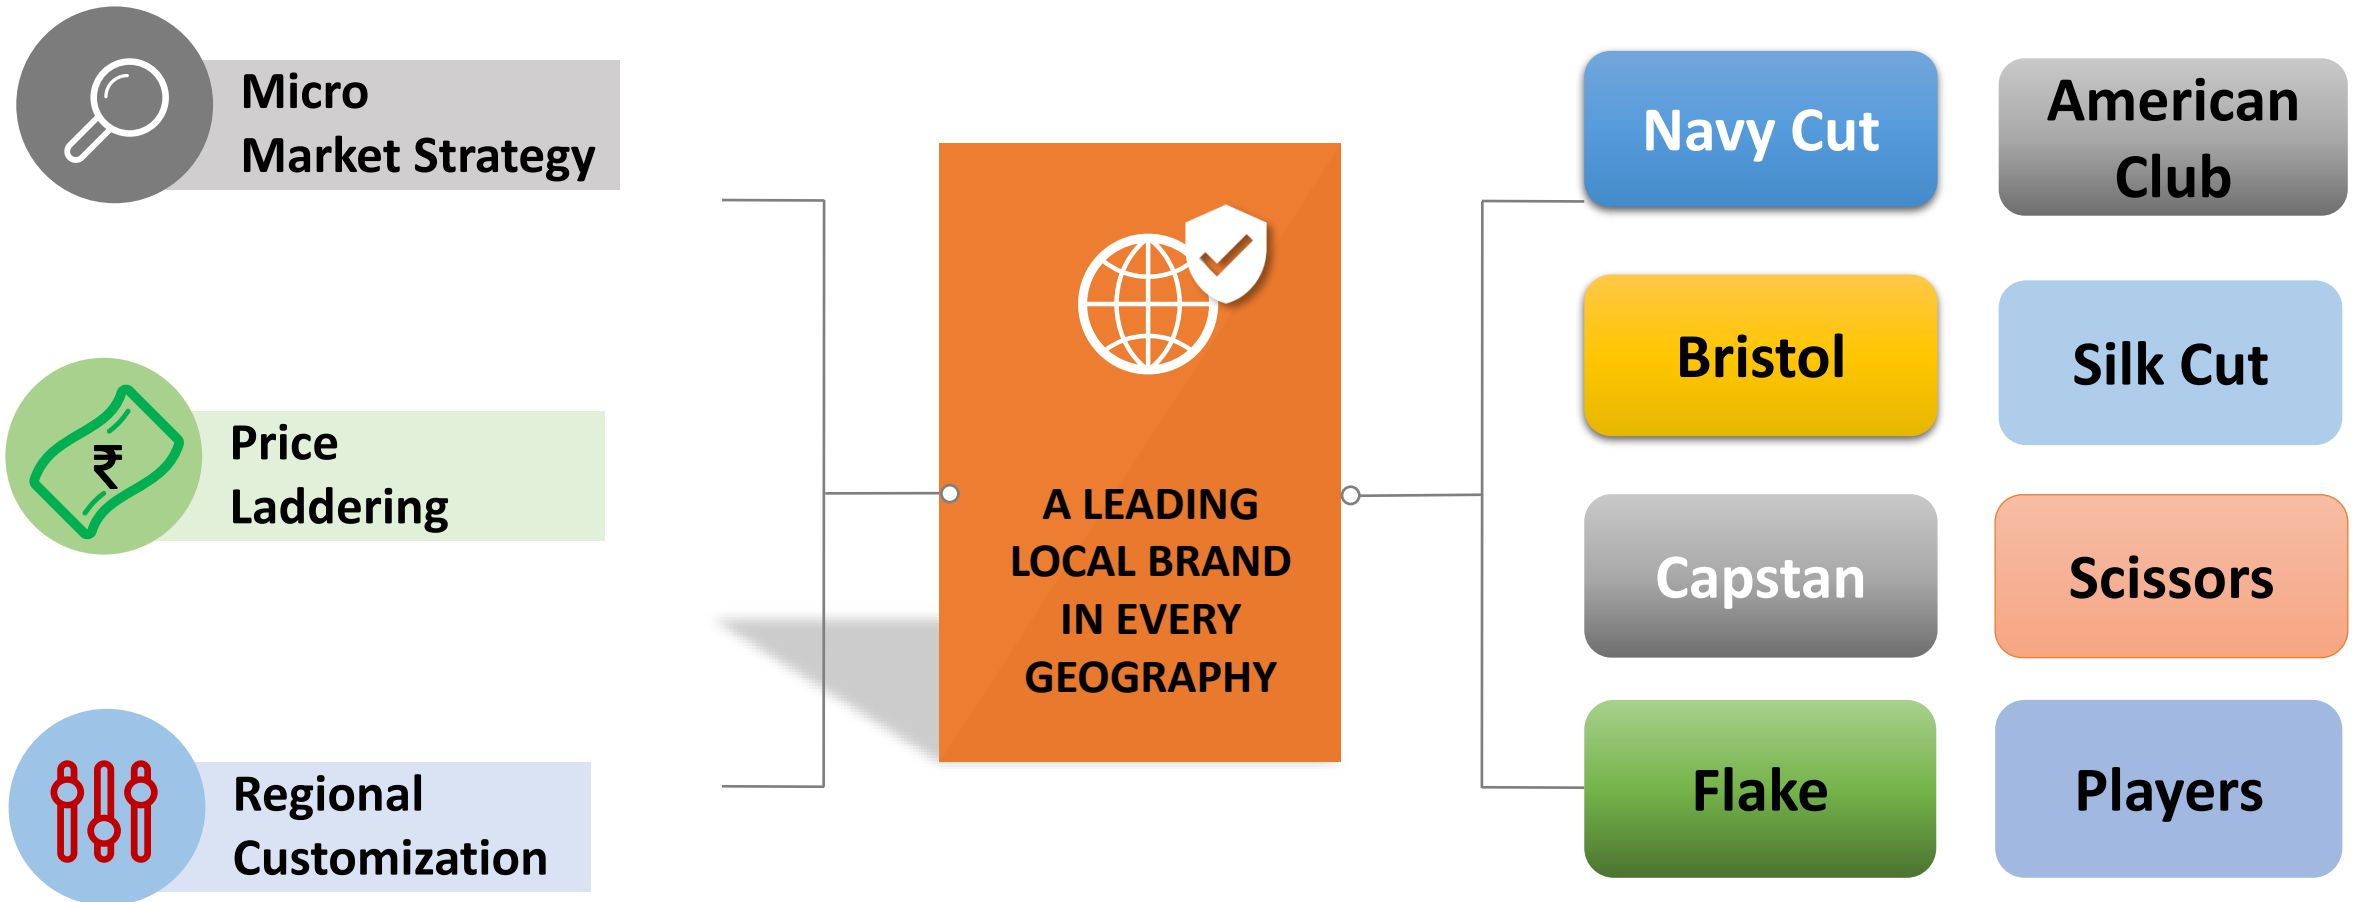 Micro
Market Strategy
₹
Price
Laddering
Regional
Customization
A LEADING
LOCAL BRAND
IN EVERY
GEOGRAPHY
Navy Cut
American
Club
Bristol
Silk Cut
Capstan
Scissors
Flake
Players